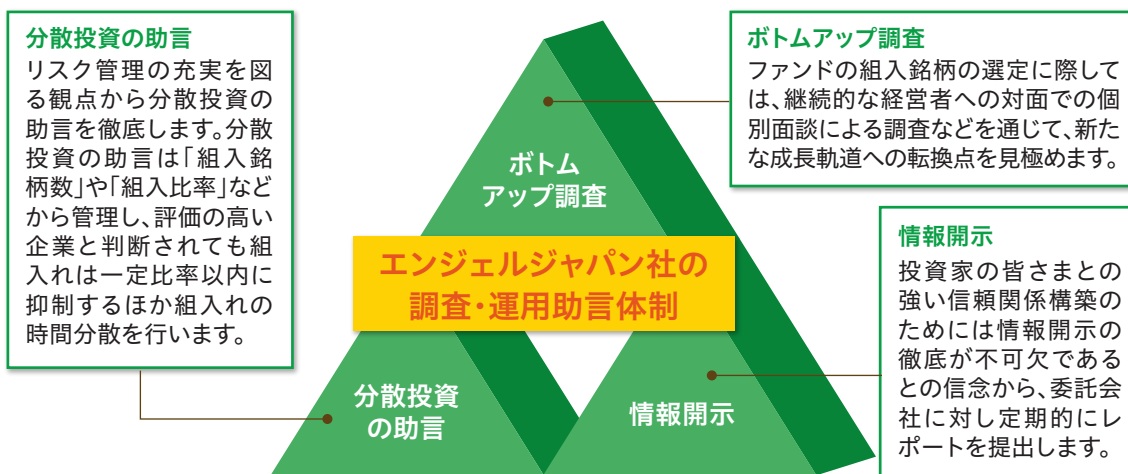 分散投資の助言
リスク管理の充実を図
る観点から分散投資の
助言を徹底します。分散
投資の助言は「組入銘
柄数」や「組入比率」など
から管理し、評価の高い
企業と判断されても組
入れは一定比率以内に
抑制するほか組入れの
時間分散を行います。
ボトムアップ調査
ファンドの組入銘柄の選定に際して
は、継続的な経営者への対面での個
別面談による調査などを通じて、新た
な成長軌道への転換点を見極めます。
ボトム
アップ調査
エンジェルジャパン社の
調査・運用助言体制
分散投資
の助言
情報開示
情報開示
投資家の皆さまとの
強い信頼関係構築の
ためには情報開示の
徹底が不可欠である
との信念から、委託会
社に対し定期的にレ
ポートを提出します。